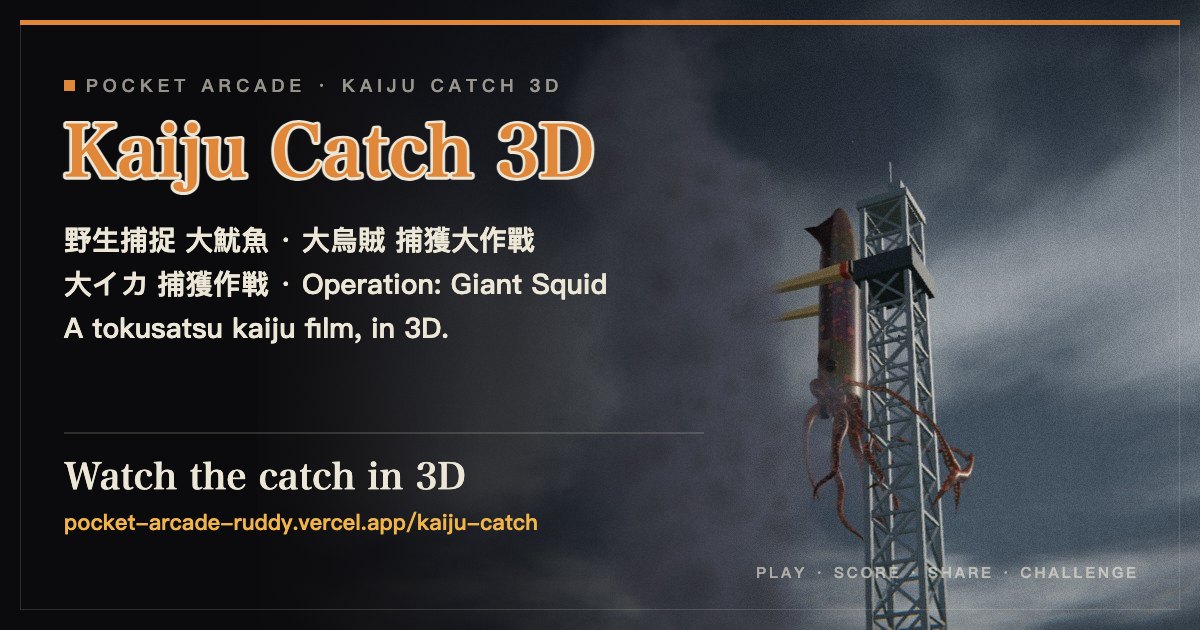 POCKET ARCADE · KAIJU CATCH 3D
Kaiju Catch 3D
野生捕捉 大魷魚 · 大烏賊 捕獲大作戰
大イカ 捕獲作戦 · Operation: Giant Squid
A tokusatsu kaiju film, in 3D.
Watch the catch in 3D
pocket-arcade-ruddy.vercel.app/kaiju-catch
PLAY · SCORE · SHARE · CHALLENGE